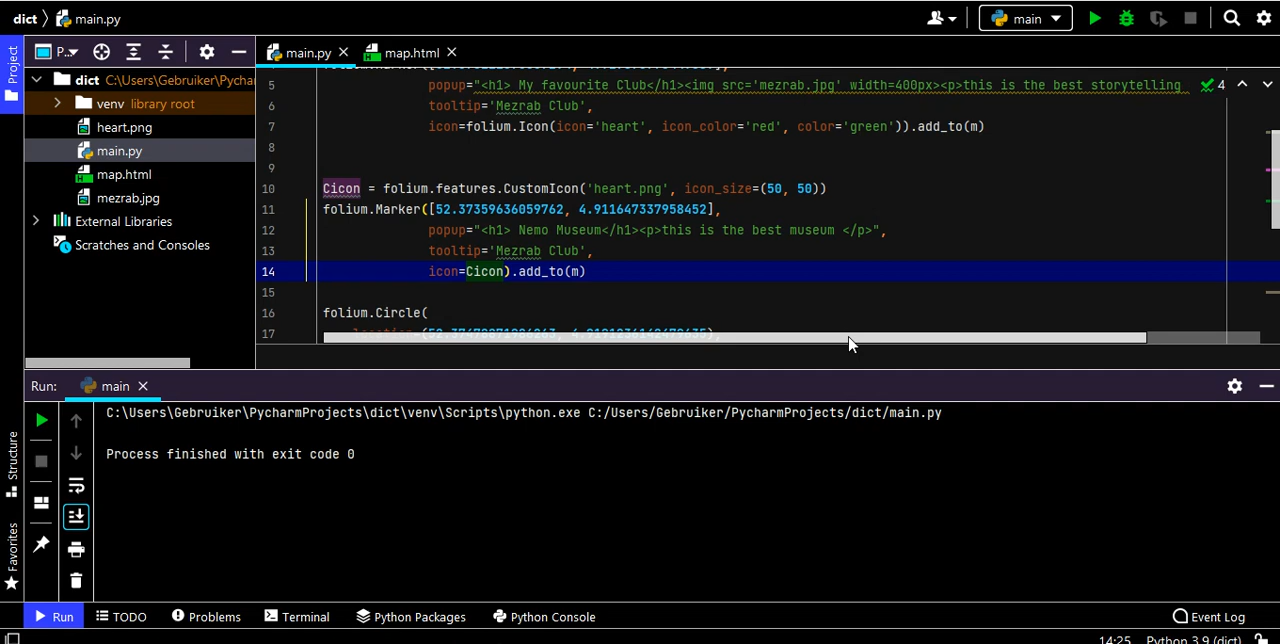 dict main.py
main
Project
P..
main.py
map.html
dict C:\Users\Gebruiker\Pychar
venv library root
heart.png
main.py
map.html
mezrab.jpg
External Libraries
Scratches and Consoles
5 popup="<h1> My favourite Club</h1><img src='mezrab.jpg' width=400px><p>this is the best storytelling
4
6 tooltip='Mezrab Club',
7 icon=folium.Icon(icon='heart', icon_color='red', color='green')).add_to(m)
8
9
10 Cicon = folium.features.CustomIcon('heart.png', icon_size=(50, 50))
11 folium.Marker([52.37359636059762, 4.911647337958452],
12 popup="<h1> Nemo Museum</h1><p>this is the best museum </p>",
13 tooltip='Mezrab Club',
14 icon=Cicon).add_to(m)
15
16 folium.Circle(
17
Run: main
C:\Users\Gebruiker\PycharmProjects\dict\venv\Scripts\python.exe C:/Users/Gebruiker/PycharmProjects/dict/main.py
Process finished with exit code 0
Structure
Favorites
Run TODO Problems Terminal Python Packages Python Console Event Log
14:25 Python 3.9 (dict)